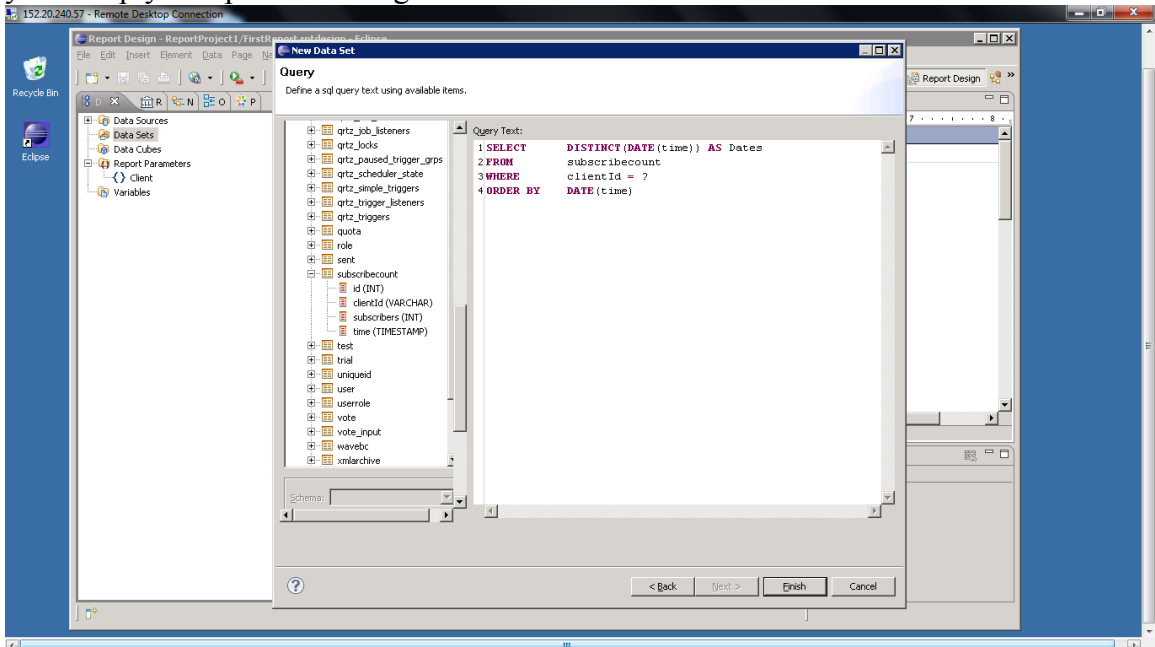 152.20.240.57 - Remote Desktop Connection
Recycle Bin
Eclipse
Report Design - ReportProject1/FirstReport.rptdesign - Eclipse
File Edit Insert Element Data Page
D R N O P
Data Sources
Data Sets
Data Cubes
Report Parameters
Client
Variables
Report Design »
7 8
New Data Set
Query
Define a sql query text using available items.
qrtz_job_listeners
qrtz_locks
qrtz_paused_trigger_grps
qrtz_scheduler_state
qrtz_simple_triggers
qrtz_trigger_listeners
qrtz_triggers
quota
role
sent
subscribecount
id (INT)
clientId (VARCHAR)
subscribers (INT)
time (TIMESTAMP)
test
trial
uniqueid
user
userrole
vote
vote_input
wavebc
xmlarchive
Schema:
Query Text:
1 SELECT DISTINCT(DATE(time)) AS Dates
2 FROM subscribecount
3 WHERE clientId = ?
4 ORDER BY DATE(time)
< Back Next > Finish Cancel